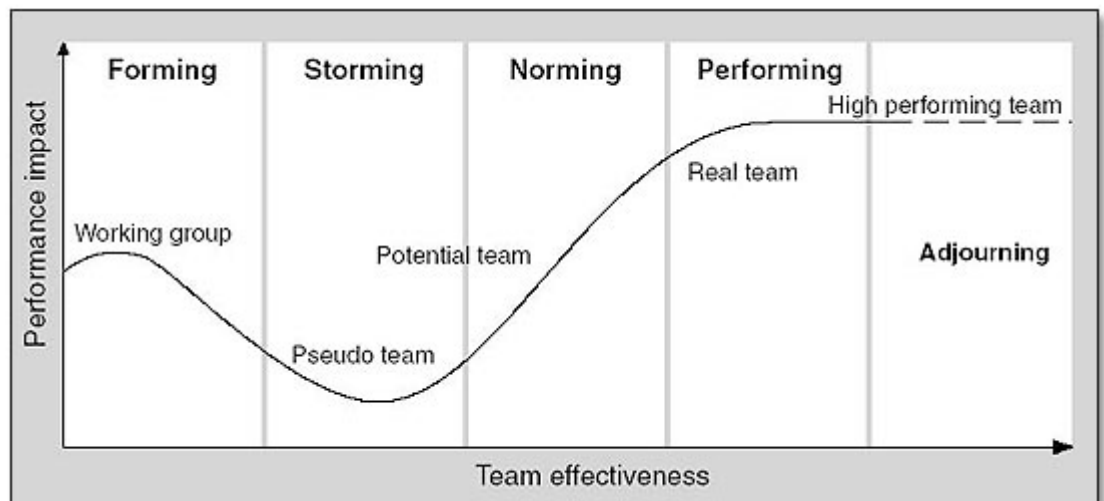 Forming
Storming
Norming
Performing
High performing team
Real team
Working group
Potential team
Adjourning
Pseudo team
Performance impact
Team effectiveness